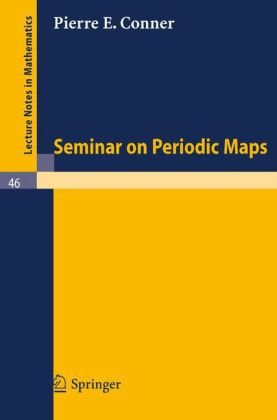 Pierre E. Conner
Lecture Notes in Mathematics
Seminar on Periodic Maps
46
Springer